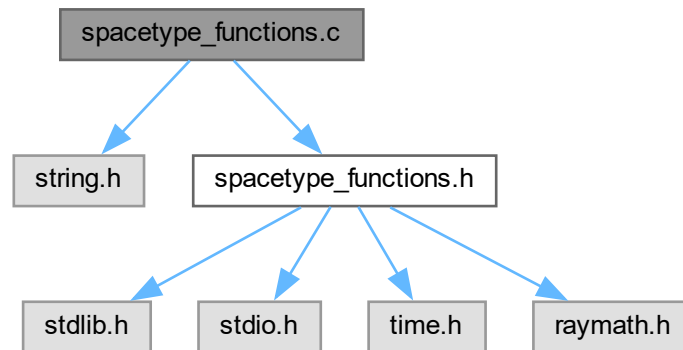 spacetype_functions.c
string.h
spacetype_functions.h
stdlib.h
stdio.h
time.h
raymath.h